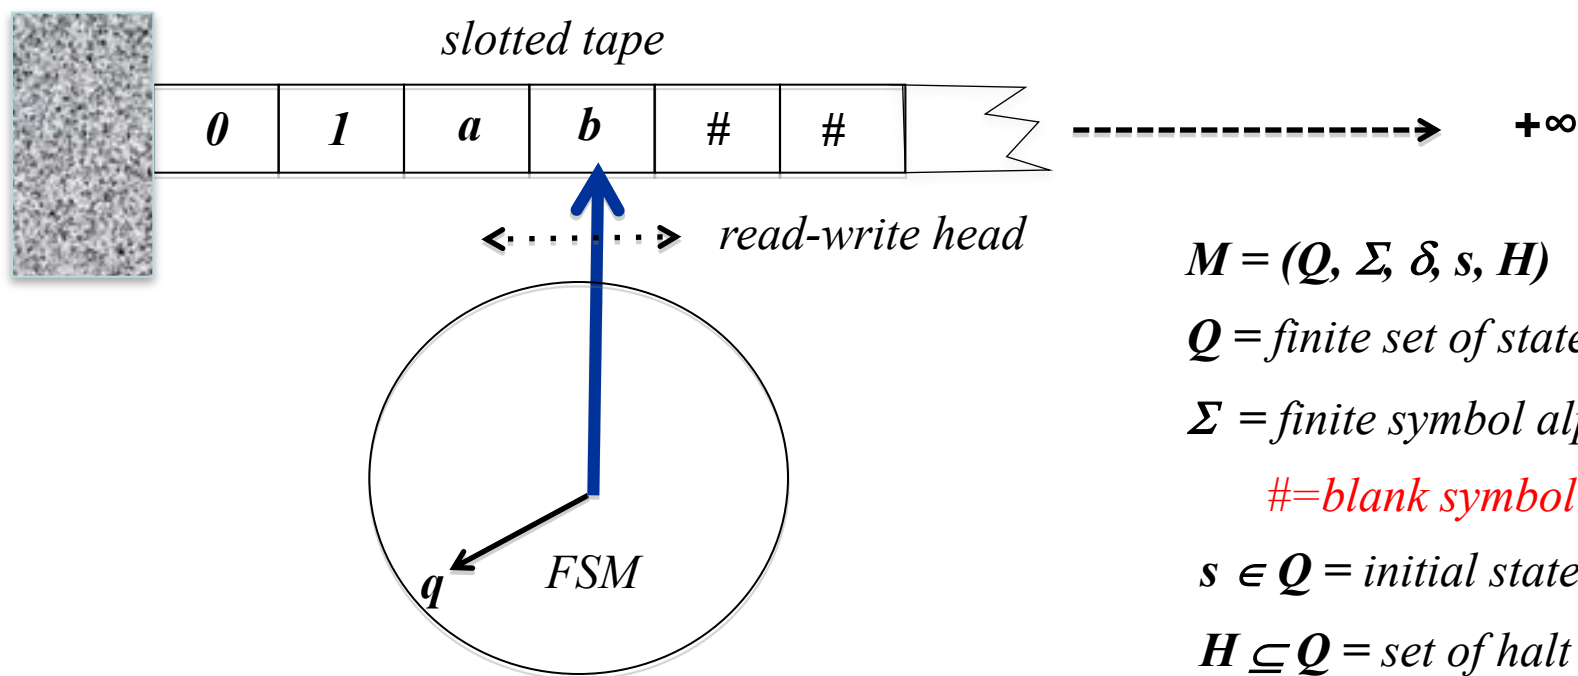 slotted tape
0 1 a b # #
+∞
read-write head
M = (Q, Σ, δ, s, H)
Q = finite set of state
Σ = finite symbol al
#=blank symbol
s ∈ Q = initial state
H ⊆ Q = set of halt
FSM
q